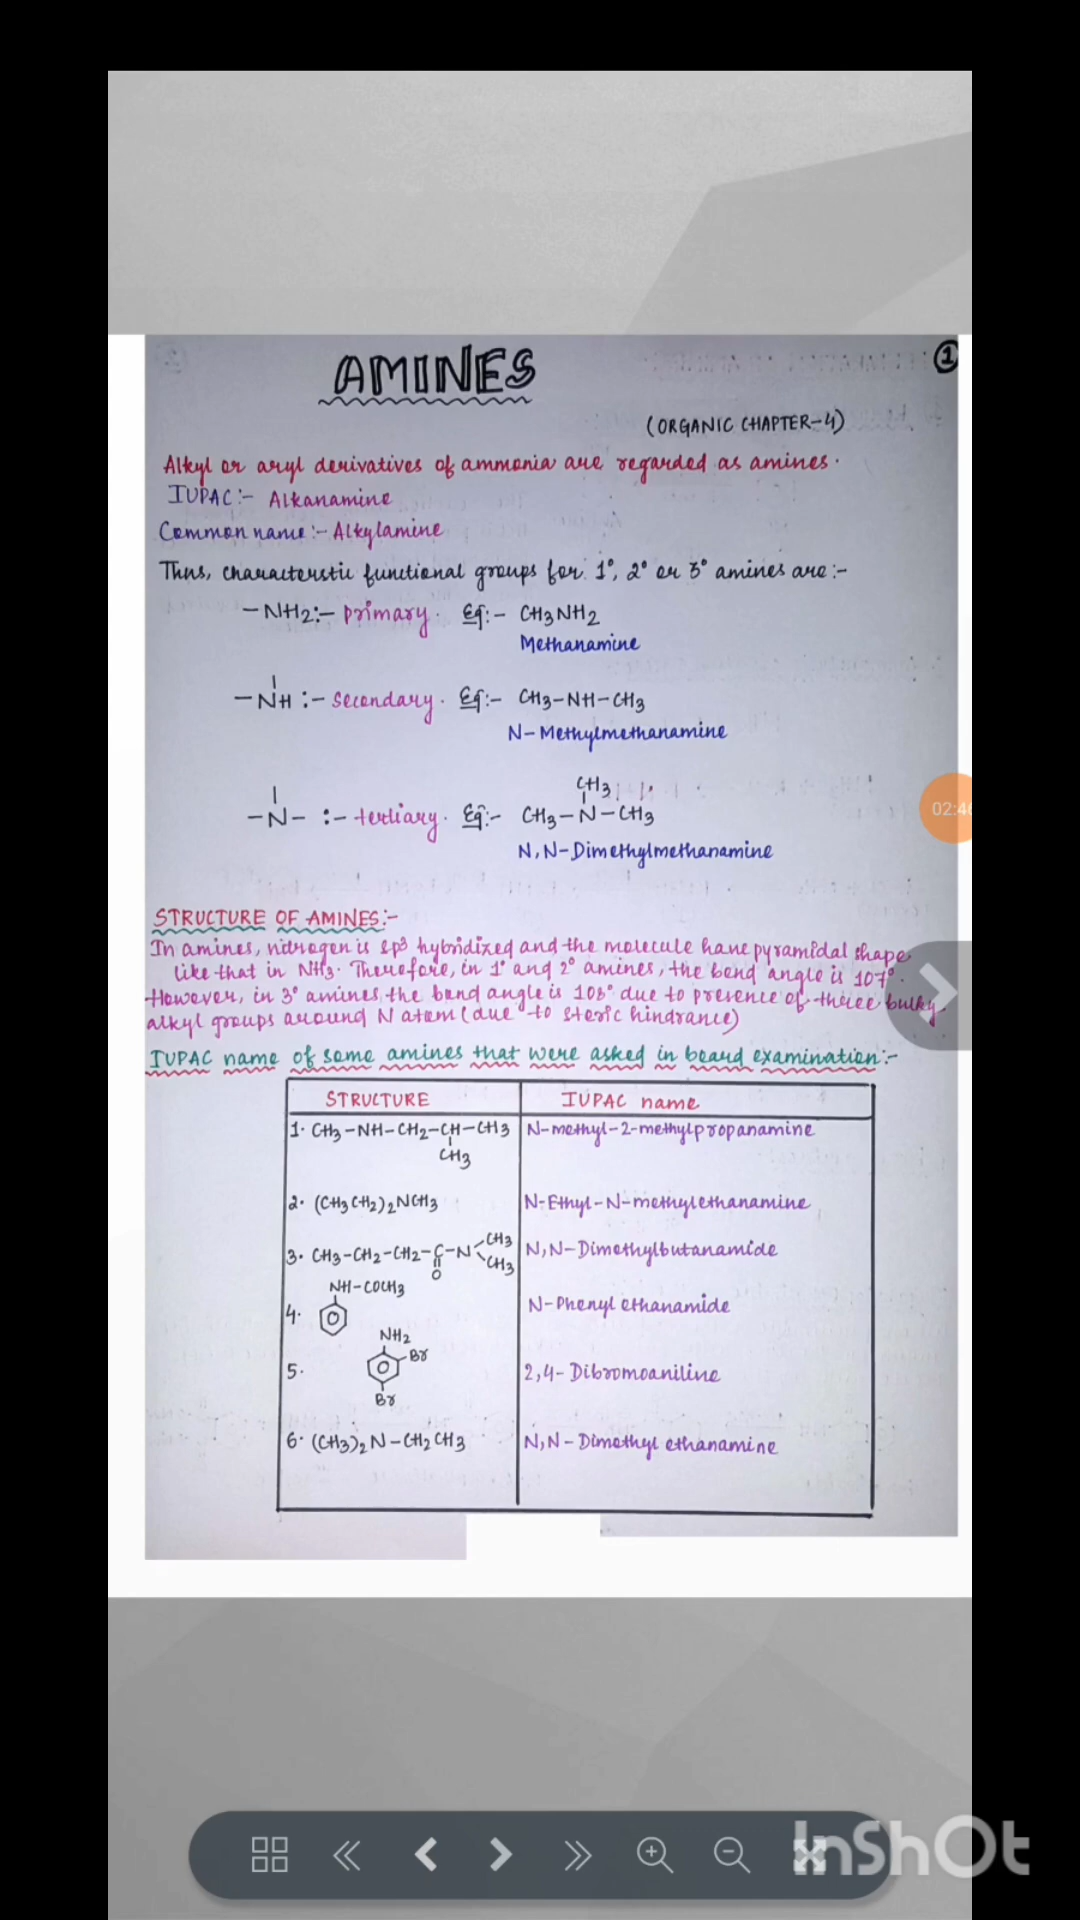 AMINES
1
(ORGANIC CHAPTER-4)
Alkyl or aryl derivatives of ammonia are regarded as amines.
IUPAC:- Alkanamine
Common name:- Alkylamine
Thus, characterstic functional groups for 1°, 2° or 3° amines are:-
-NH2:- primary. Eg:- CH3NH2
Methanamine
-NH :- secondary. Eg:- CH3-NH-CH3
N-Methylmethanamine
CH3
-N- :- tertiary. Eg:- CH3-N-CH3
N,N-Dimethylmethanamine
STRUCTURE OF AMINES:-
In amines, nitrogen is sp3 hybridized and the molecule have pyramidal shape
like that in NH3. Therefore, in 1° and 2° amines, the bond angle is 107°.
However, in 3° amines, the bond angle is 108° due to presence of three bulky
alkyl groups around N atom (due to steric hindrance)
IUPAC name of some amines that were asked in board examination:-
STRUCTURE IUPAC name
1. CH3-NH-CH2-CH-CH3 N-methyl-2-methylpropanamine
CH3
2. (CH3CH2)2NCH3 N-Ethyl-N-methylethanamine
3. CH3-CH2-CH2-C-N CH3 N,N-Dimethylbutanamide
O CH3
NH-COCH3
4. N-Phenyl ethanamide
NH2
Br
5. 2,4-Dibromoaniline
Br
6. (CH3)2N-CH2CH3 N,N-Dimethyl ethanamine
02:4
InShOt